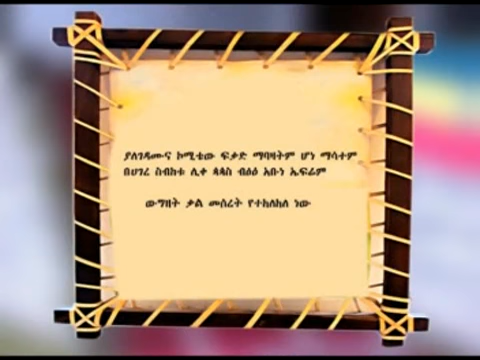 ያለገዳሙና ኮሚቴው ፍቃድ ማባዛትም ሆነ ማሳተም
በሀገረ ስብከቱ ሊቀ ጳጳስ ብፅዕ አቡነ ኤፍሬም
ውግዘት ቃል መሰረት የተከለከለ ነው